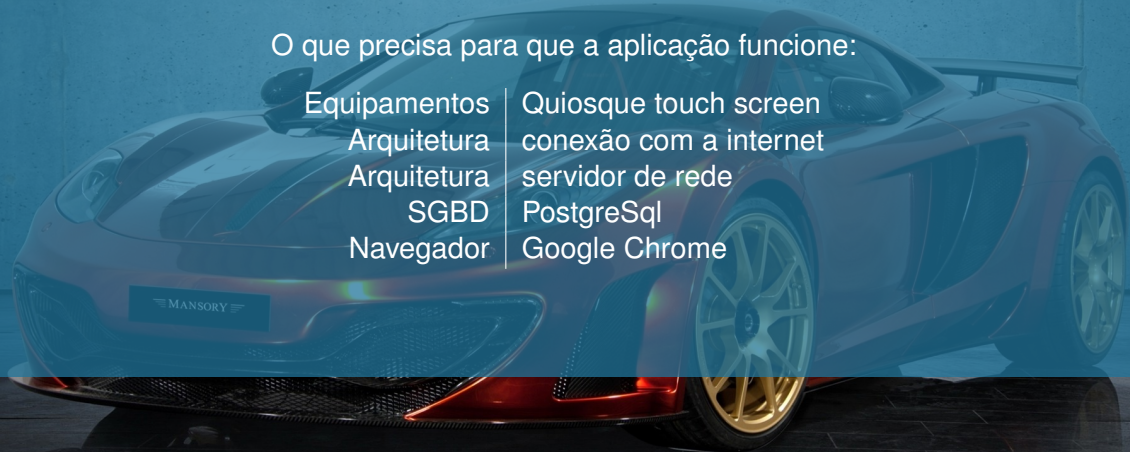 O que precisa para que a aplicação funcione:
Equipamentos Quiosque touch screen
Arquitetura conexão com a internet
Arquitetura servidor de rede
SGBD PostgreSql
Navegador Google Chrome
MANSORY